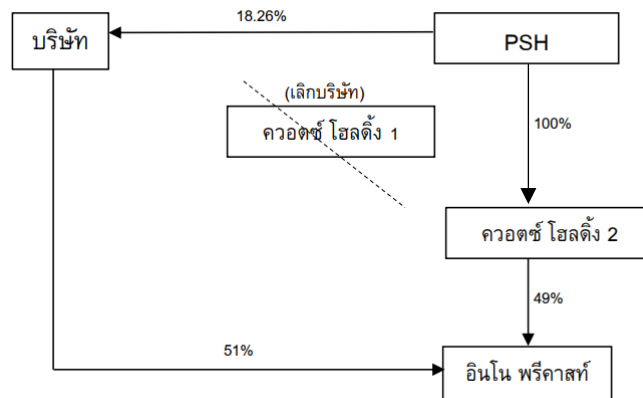 18.26%
บริษัท
PSH
(เลิกบริษัท)
ควอตซ์ โฮลดิ้ง 1
100%
ควอตซ์ โฮลดิ้ง 2
49%
51%
อินโน พรีคาสท์